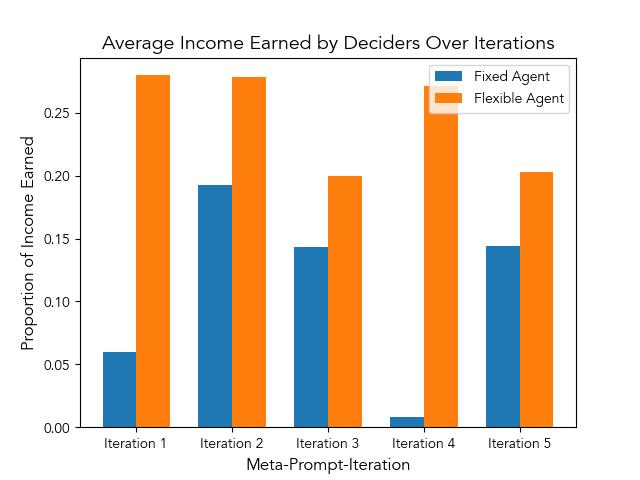 Average Income Earned by Deciders Over Iterations
Fixed Agent
Flexible Agent
Proportion of Income Earned
0.25
0.20
0.15
0.10
0.05
0.00
Iteration 1
Iteration 2
Iteration 3
Iteration 4
Iteration 5
Meta-Prompt-Iteration